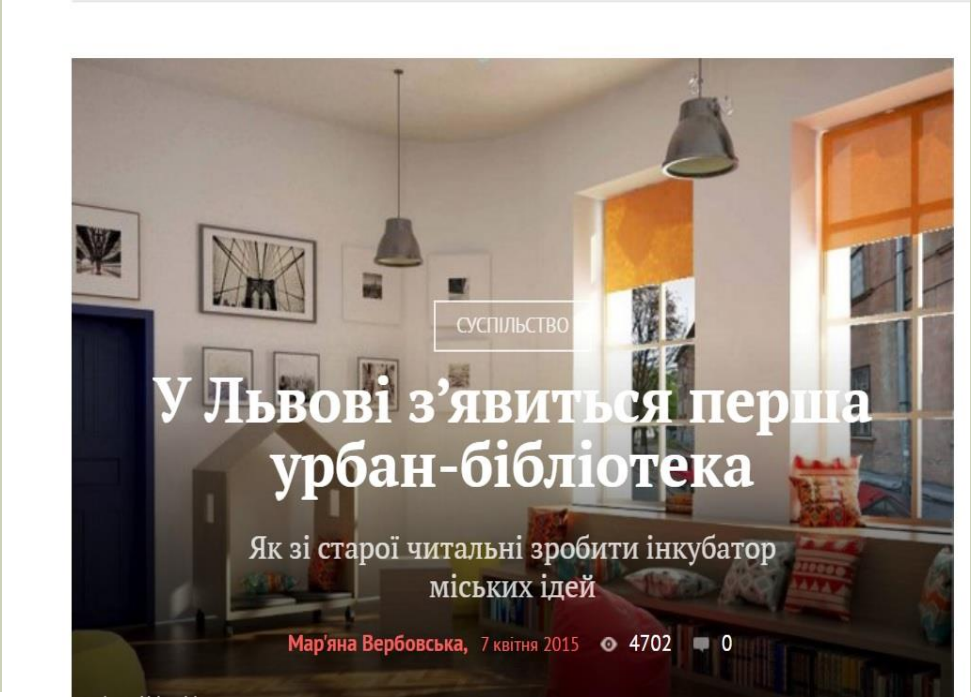 СУСПІЛЬСТВО
У Львові з’явиться перша
урбан-бібліотека
Як зі старої читальні зробити інкубатор
міських ідей
Мар'яна Вербовська, 7 квітня 2015 4702 0